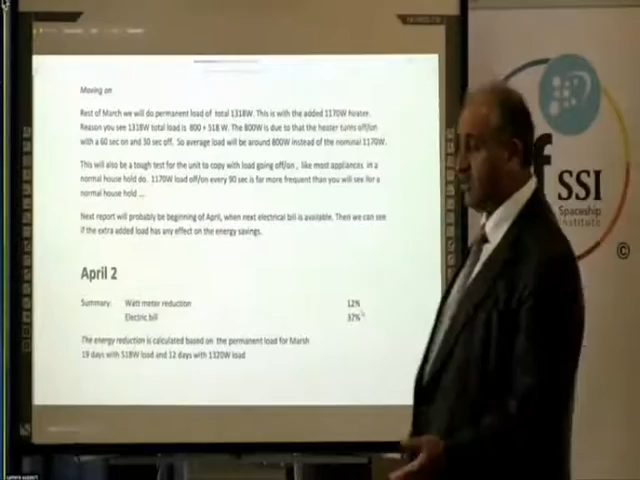 Moving on
Rest of March we will do permanent load of total 1318W. This is with the added 1170W heater.
Reason you see 1318W total load is 800 + 518 W. The 800W is due to that the heater turns off/on
with a 60 sec on and 30 sec off. So average load will be around 800W instead of the nominal 1170W.
This will also be a tough test for the unit to copy with load going off/on , like most appliances in a
normal house hold do. 1170W load off/on every 90 sec is far more frequent than you will see for a
normal house hold ...
Next report will probably be beginning of April, when next electrical bill is available. Then we can see
if the extra added load has any effect on the energy savings.
April 2
Summary: Watt meter reduction 12%
Electric bill 37%
The energy reduction is calculated based on the permanent load for Marsh
19 days with 518W load and 12 days with 1320W load
f
SSI
Spaceship
Institute
©